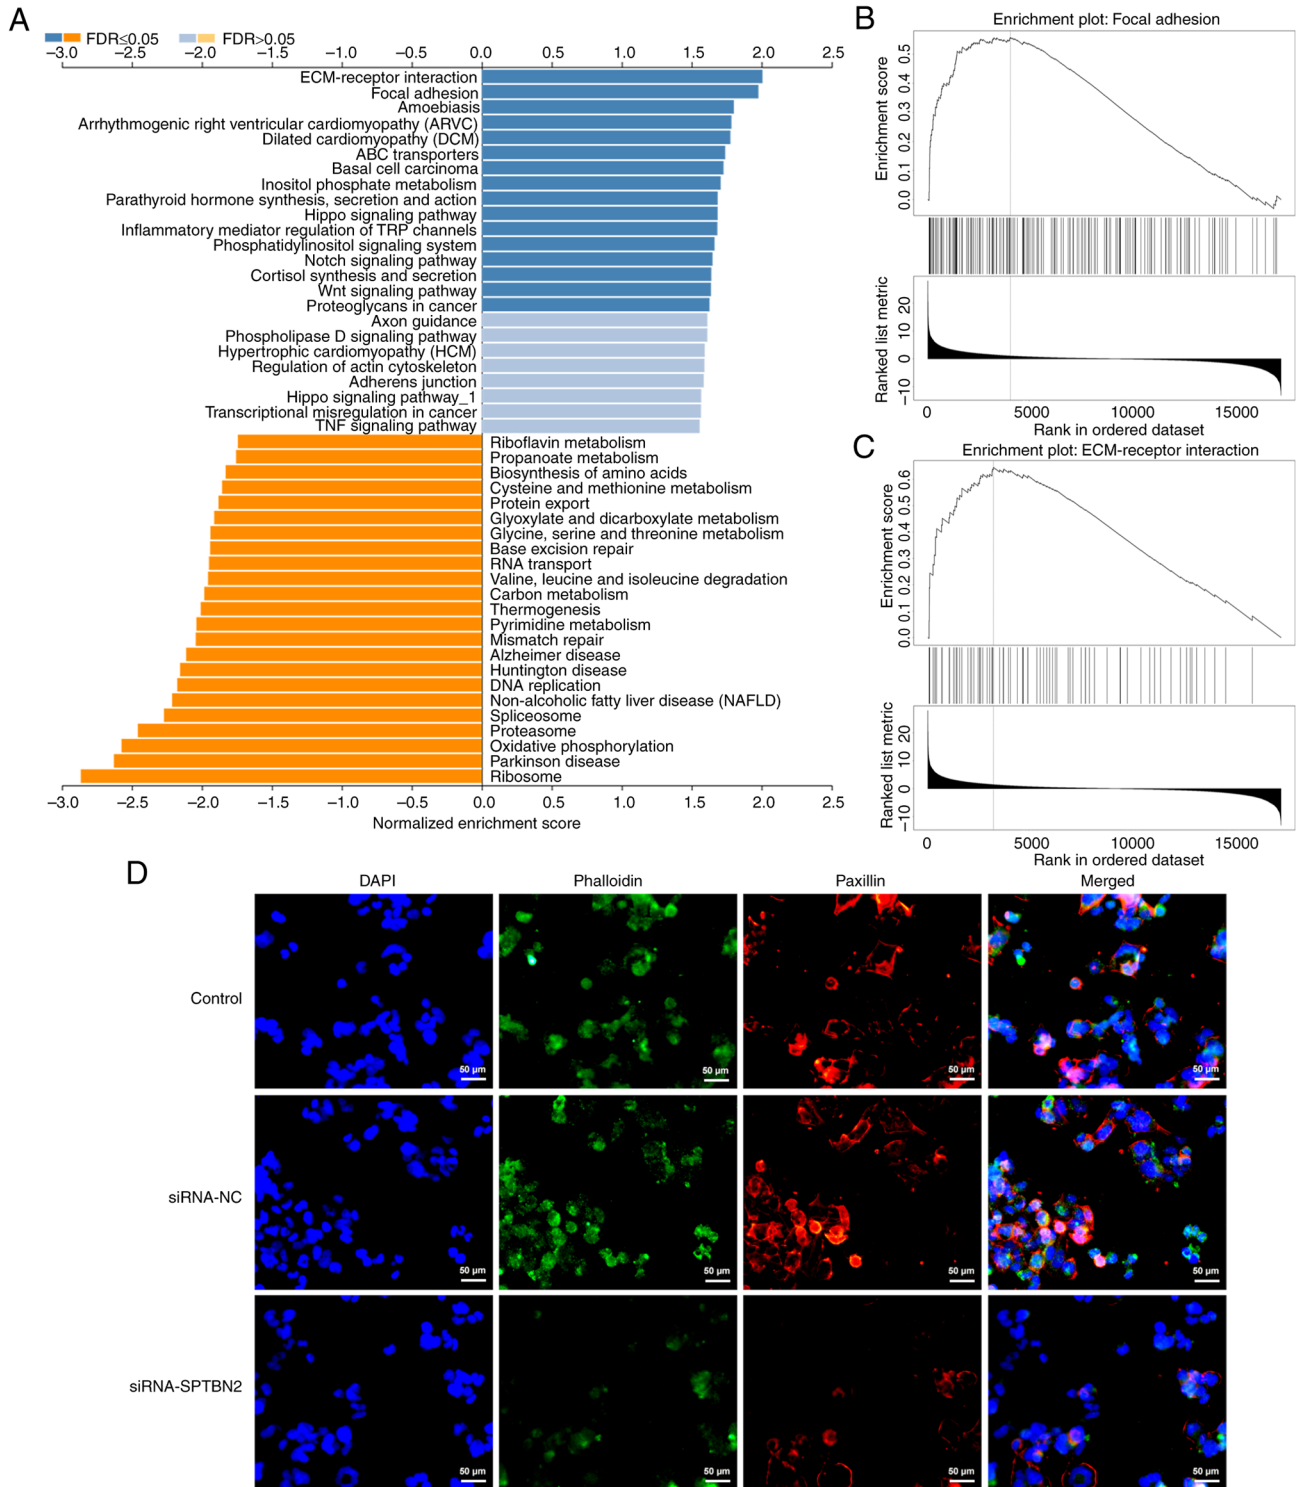 A
FDR≤0.05 FDR>0.05
−3.0 −2.5 −2.0 −1.5 −1.0 −0.5 0.0 0.5 1.0 1.5 2.0 2.5
ECM-receptor interaction
Focal adhesion
Amoebiasis
Arrhythmogenic right ventricular cardiomyopathy (ARVC)
Dilated cardiomyopathy (DCM)
ABC transporters
Basal cell carcinoma
Inositol phosphate metabolism
Parathyroid hormone synthesis, secretion and action
Hippo signaling pathway
Inflammatory mediator regulation of TRP channels
Phosphatidylinositol signaling system
Notch signaling pathway
Cortisol synthesis and secretion
Wnt signaling pathway
Proteoglycans in cancer
Axon guidance
Phospholipase D signaling pathway
Hypertrophic cardiomyopathy (HCM)
Regulation of actin cytoskeleton
Adherens junction
Hippo signaling pathway_1
Transcriptional misregulation in cancer
TNF signaling pathway
Riboflavin metabolism
Propanoate metabolism
Biosynthesis of amino acids
Cysteine and methionine metabolism
Protein export
Glyoxylate and dicarboxylate metabolism
Glycine, serine and threonine metabolism
Base excision repair
RNA transport
Valine, leucine and isoleucine degradation
Carbon metabolism
Thermogenesis
Pyrimidine metabolism
Mismatch repair
Alzheimer disease
Huntington disease
DNA replication
Non-alcoholic fatty liver disease (NAFLD)
Spliceosome
Proteasome
Oxidative phosphorylation
Parkinson disease
Ribosome
−3.0 −2.5 −2.0 −1.5 −1.0 −0.5 0.0 0.5 1.0 1.5 2.0 2.5
Normalized enrichment score
B
Enrichment plot: Focal adhesion
Enrichment score
0.5
0.4
0.3
0.2
0.1
0.0
Ranked list metric
20
10
0
−10
0 5000 10000 15000
Rank in ordered dataset
C
Enrichment plot: ECM-receptor interaction
Enrichment score
0.6
0.5
0.4
0.3
0.2
0.1
0.0
Ranked list metric
20
10
0
−10
0 5000 10000 15000
Rank in ordered dataset
D
DAPI Phalloidin Paxillin Merged
Control
50 µm 50 µm 50 µm 50 µm
siRNA-NC
50 µm 50 µm 50 µm 50 µm
siRNA-SPTBN2
50 µm 50 µm 50 µm 50 µm